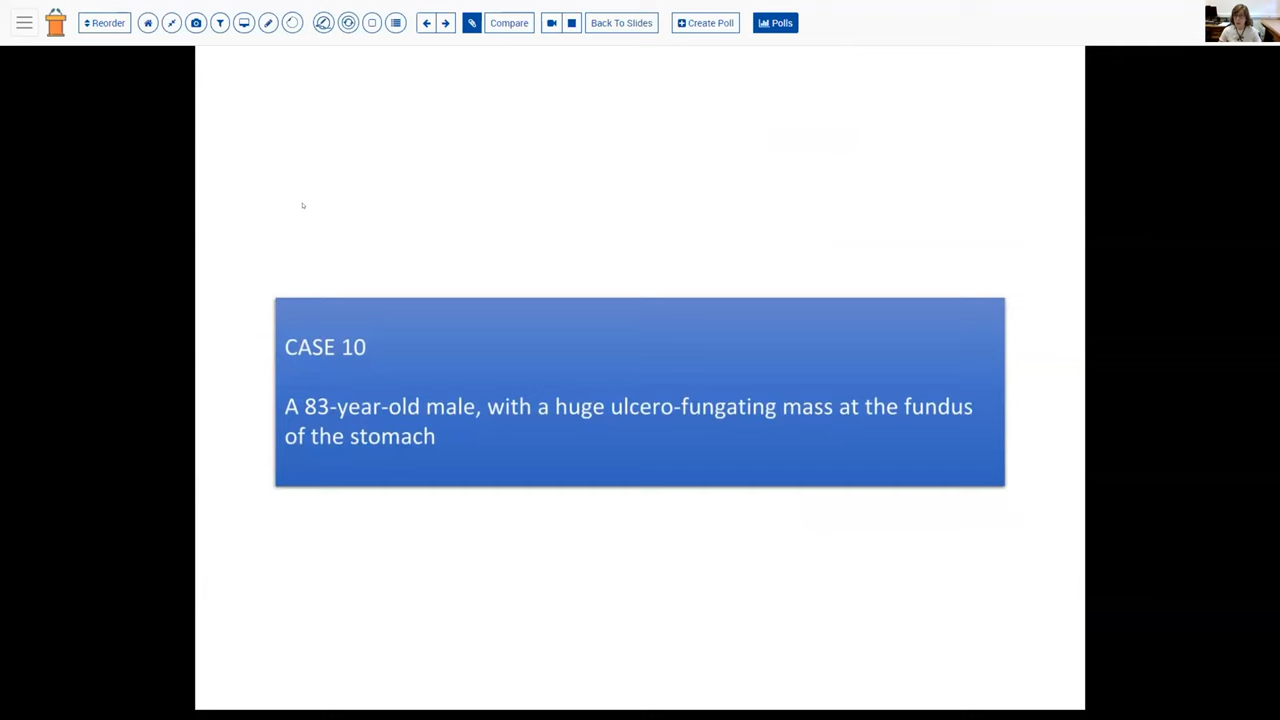 Reorder
Compare
Back To Slides
Create Poll
Polls
CASE 10
A 83-year-old male, with a huge ulcero-fungating mass at the fundus
of the stomach